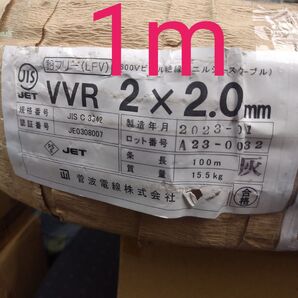 1m
鉛フリー(LFV)
600Vビニル絶縁ビニルシースケーブル
JIS
JET
VVR 2×2.0mm
規格番号 JIS C 3342
製造年月 2023-01
認証番号 JE0308007
ロット番号 A23-0032
JET
条長 100m
灰
質量 15.5kg
菅波電線株式会社
合格